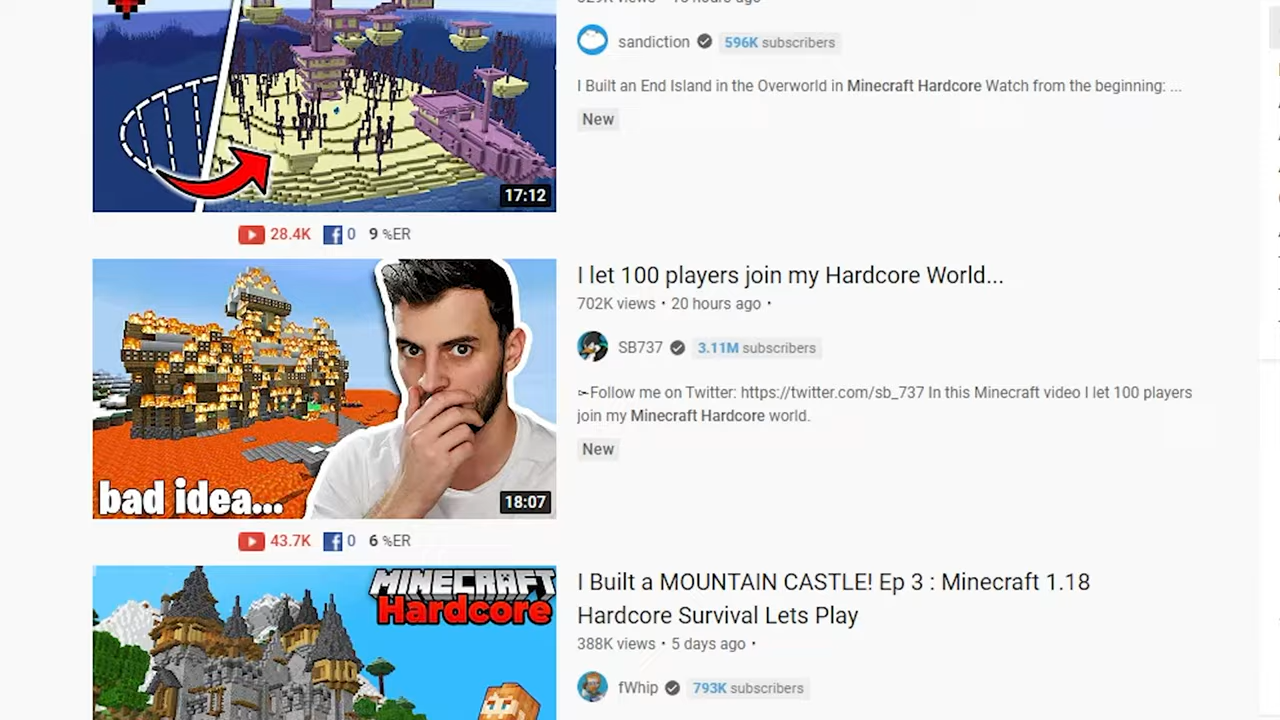 sandiction 596K subscribers
I Built an End Island in the Overworld in Minecraft Hardcore Watch from the beginning: ...
New
17:12
28.4K 0 9 %ER
I let 100 players join my Hardcore World...
702K views • 20 hours ago •
SB737 3.11M subscribers
➳Follow me on Twitter: https://twitter.com/sb_737 In this Minecraft video I let 100 players
join my Minecraft Hardcore world.
New
bad idea...
18:07
43.7K 0 6 %ER
MINECRAFT
Hardcore
I Built a MOUNTAIN CASTLE! Ep 3 : Minecraft 1.18
Hardcore Survival Lets Play
388K views • 5 days ago •
fWhip 793K subscribers